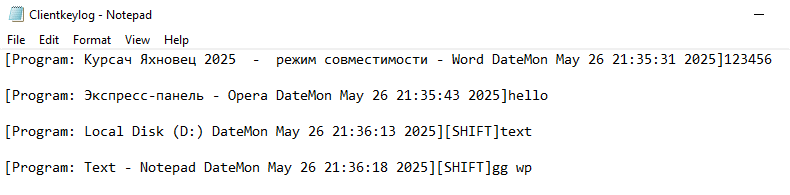 Clientkeylog - Notepad
File Edit Format View Help
[Program: Курсач Яхновец 2025  -  режим совместимости - Word DateMon May 26 21:35:31 2025]123456
[Program: Экспресс-панель - Opera DateMon May 26 21:35:43 2025]hello
[Program: Local Disk (D:) DateMon May 26 21:36:13 2025][SHIFT]text
[Program: Text - Notepad DateMon May 26 21:36:18 2025][SHIFT]gg wp